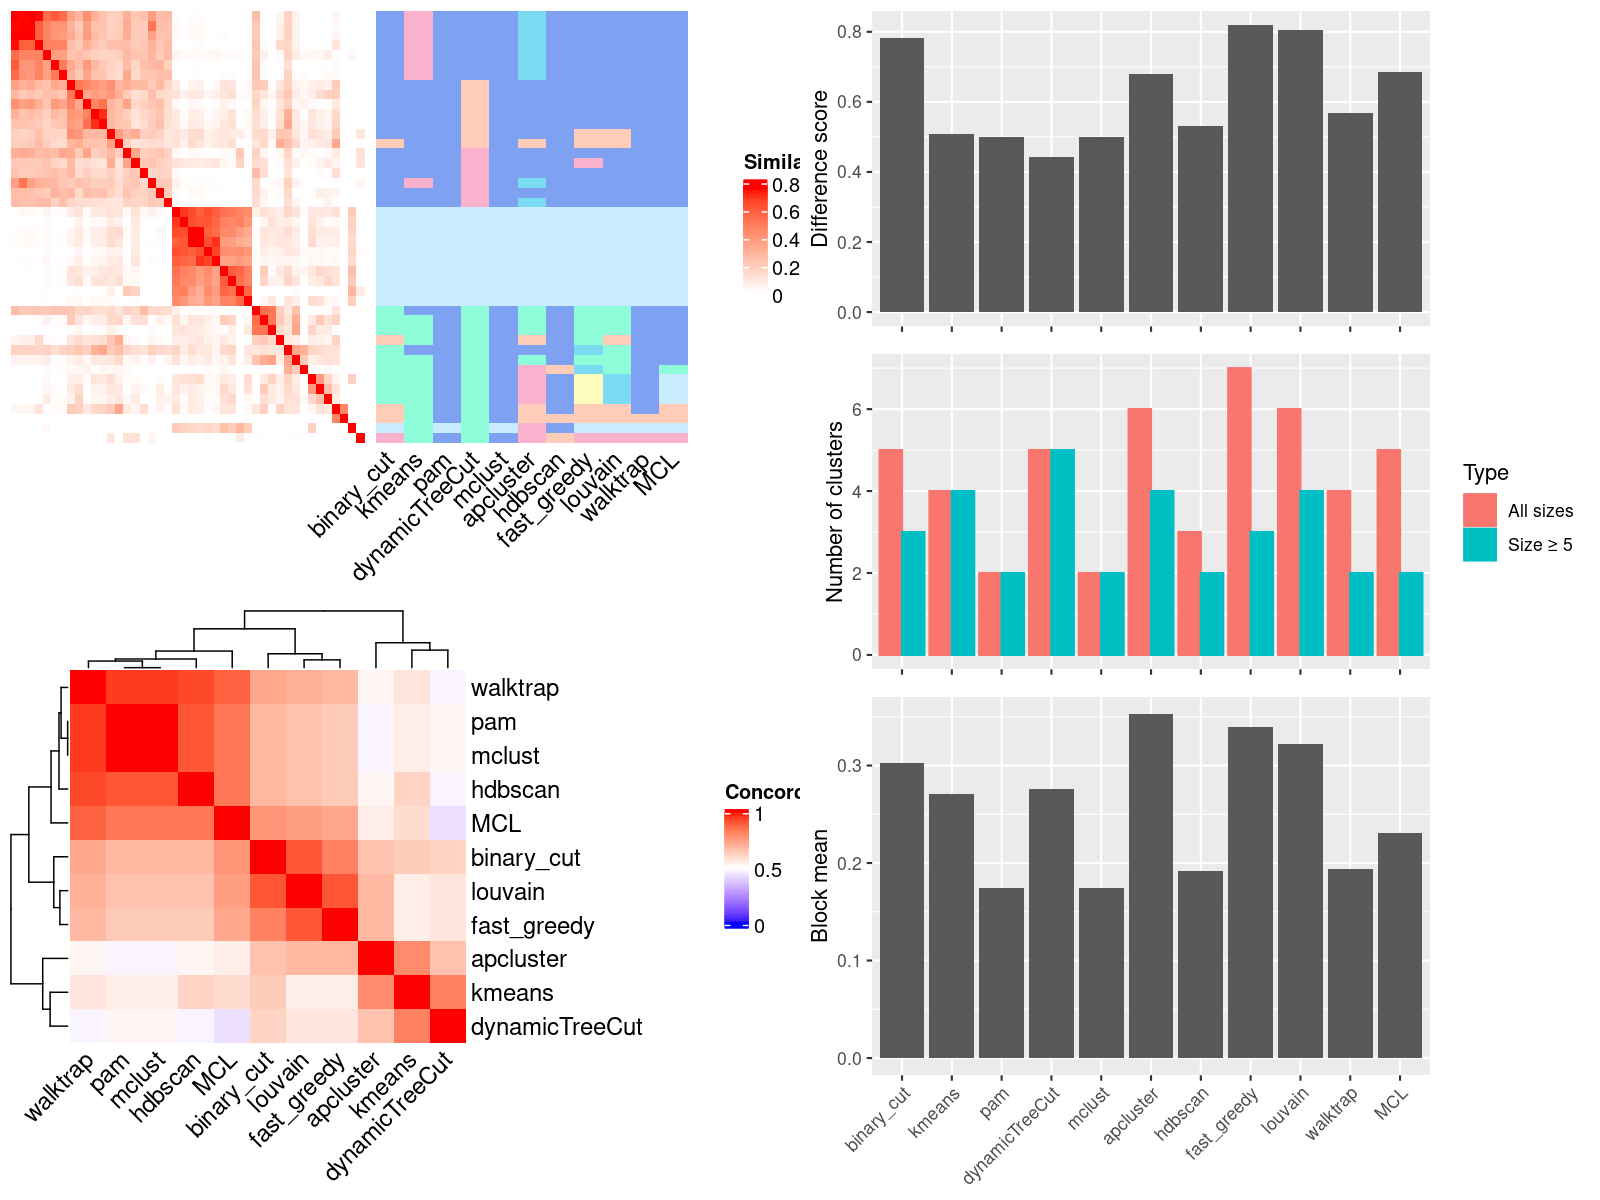 Simila
0.8
0.6
0.4
0.2
0
binary_cut
kmeans
pam
dynamicTreeCut
mclust
apcluster
hdbscan
fast_greedy
louvain
walktrap
MCL
walktrap
pam
mclust
hdbscan
MCL
binary_cut
louvain
fast_greedy
apcluster
kmeans
dynamicTreeCut
walktrap
pam
mclust
hdbscan
MCL
binary_cut
louvain
fast_greedy
apcluster
kmeans
dynamicTreeCut
Concord
1
0.5
0
Difference score
0.8
0.6
0.4
0.2
0.0
Number of clusters
6
4
2
0
Type
All sizes
Size ≥ 5
Block mean
0.3
0.2
0.1
0.0
binary_cut
kmeans
pam
dynamicTreeCut
mclust
apcluster
hdbscan
fast_greedy
louvain
walktrap
MCL